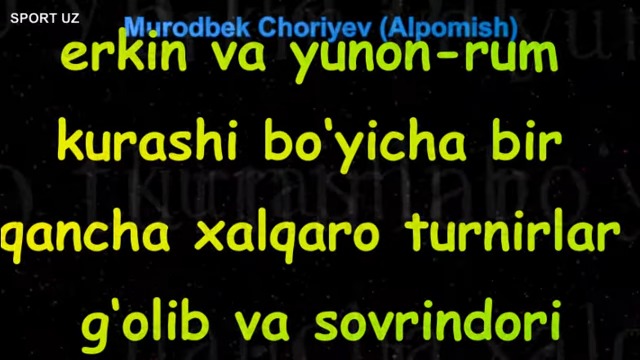 SPORT UZ
Murodbek Choriyev (Alpomish)
erkin va yunon-rum
kurashi bo'yicha bir
qancha xalqaro turnirlar
g'olib va sovrindori